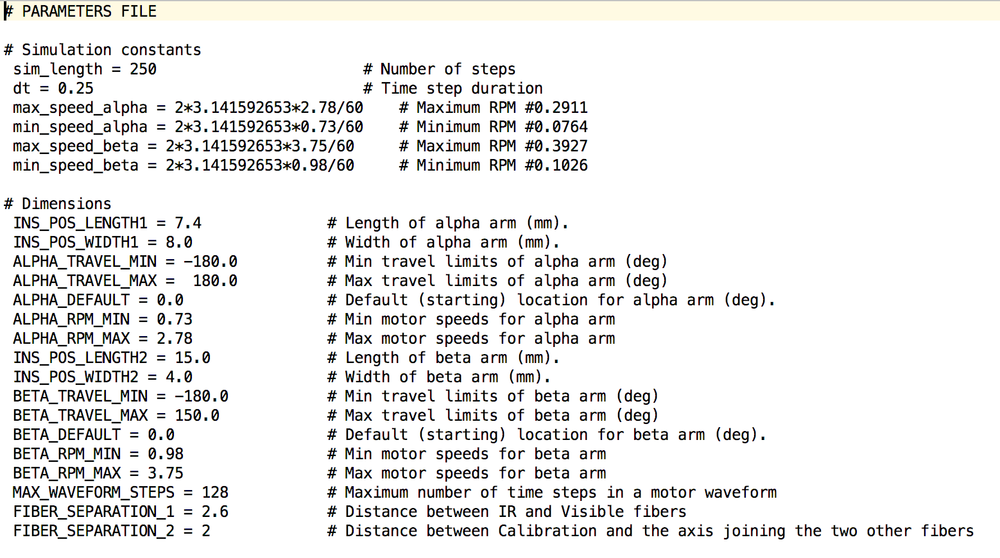 # PARAMETERS FILE
# Simulation constants
sim_length = 250 # Number of steps
dt = 0.25 # Time step duration
max_speed_alpha = 2*3.141592653*2.78/60 # Maximum RPM #0.2911
min_speed_alpha = 2*3.141592653*0.73/60 # Minimum RPM #0.0764
max_speed_beta = 2*3.141592653*3.75/60 # Maximum RPM #0.3927
min_speed_beta = 2*3.141592653*0.98/60 # Minimum RPM #0.1026
# Dimensions
INS_POS_LENGTH1 = 7.4 # Length of alpha arm (mm).
INS_POS_WIDTH1 = 8.0 # Width of alpha arm (mm).
ALPHA_TRAVEL_MIN = -180.0 # Min travel limits of alpha arm (deg)
ALPHA_TRAVEL_MAX =  180.0 # Max travel limits of alpha arm (deg)
ALPHA_DEFAULT = 0.0 # Default (starting) location for alpha arm (deg).
ALPHA_RPM_MIN = 0.73 # Min motor speeds for alpha arm
ALPHA_RPM_MAX = 2.78 # Max motor speeds for alpha arm
INS_POS_LENGTH2 = 15.0 # Length of beta arm (mm).
INS_POS_WIDTH2 = 4.0 # Width of beta arm (mm).
BETA_TRAVEL_MIN = -180.0 # Min travel limits of beta arm (deg)
BETA_TRAVEL_MAX = 150.0 # Max travel limits of beta arm (deg)
BETA_DEFAULT = 0.0 # Default (starting) location for beta arm (deg).
BETA_RPM_MIN = 0.98 # Min motor speeds for beta arm
BETA_RPM_MAX = 3.75 # Max motor speeds for beta arm
MAX_WAVEFORM_STEPS = 128 # Maximum number of time steps in a motor waveform
FIBER_SEPARATION_1 = 2.6 # Distance between IR and Visible fibers
FIBER_SEPARATION_2 = 2 # Distance between Calibration and the axis joining the two other fibers